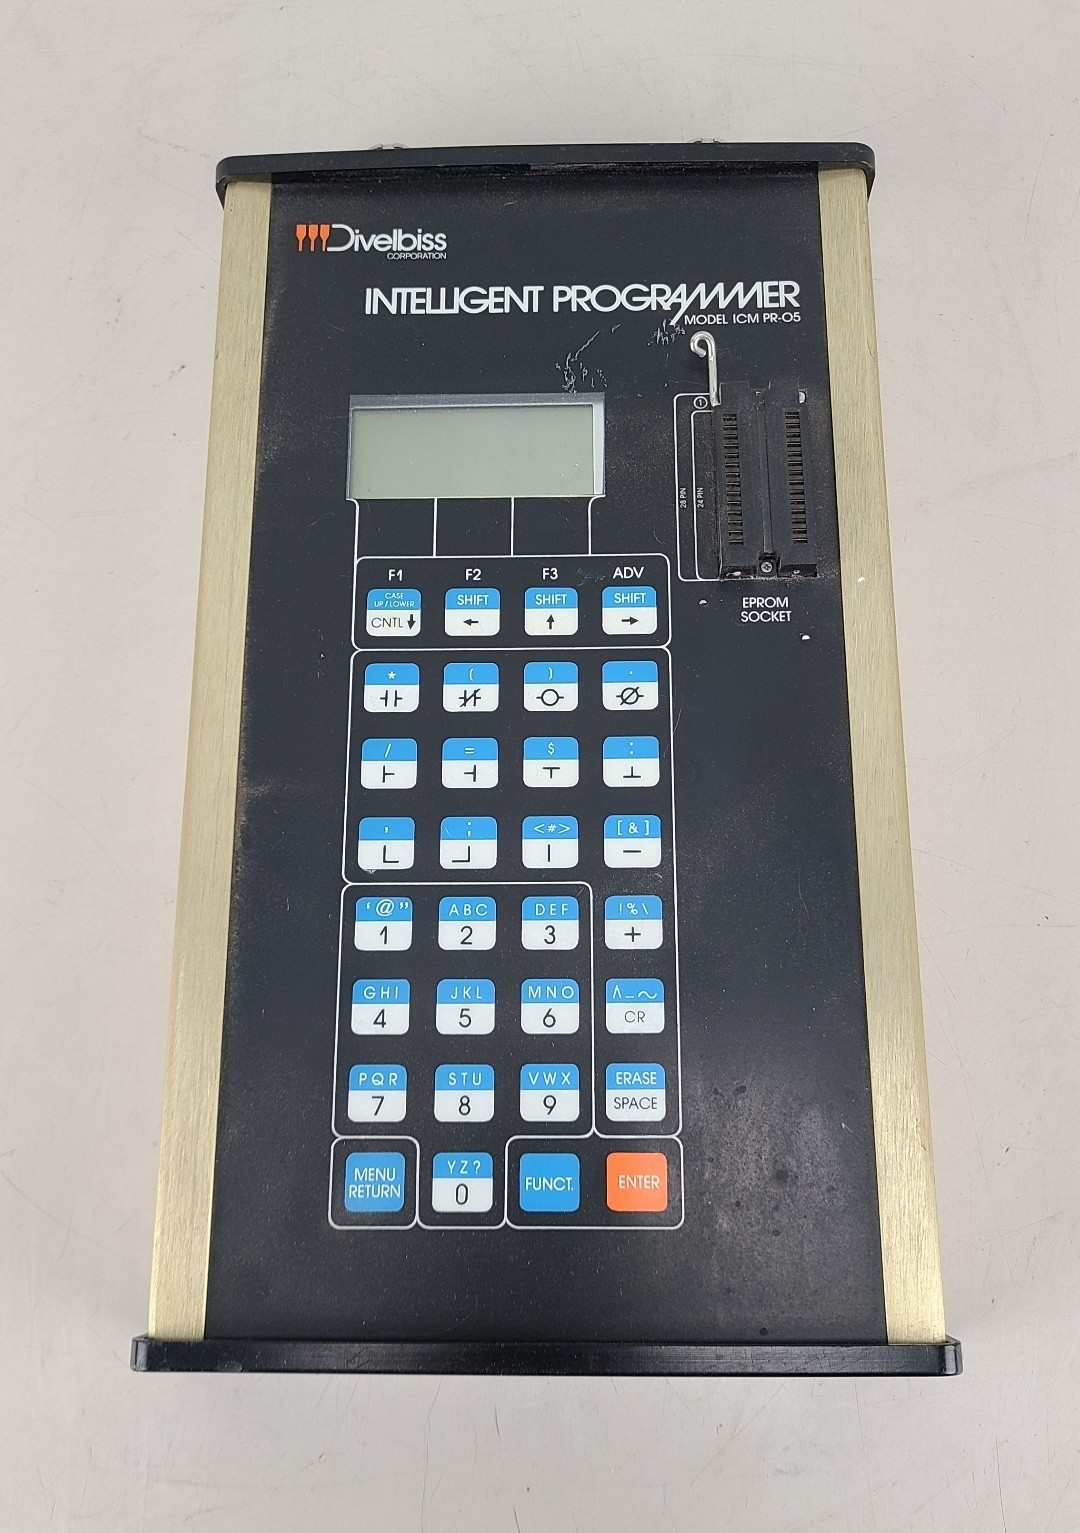 Divelbiss
CORPORATION
INTELLIGENT PROGRAMMER
MODEL ICM PR-05
1
28 PIN
24 PIN
EPROM
SOCKET
F1 F2 F3 ADV
CASE
UP/LOWER
CNTL ↓
SHIFT
←
SHIFT
↑
SHIFT
→
* ( ) .
/ = $ :
, ; <#> [&]
‘ @ ” ABC DEF !%\
1 2 3 +
GHI JKL MNO ∧_~
4 5 6 CR
PQR STU VWX ERASE
7 8 9 SPACE
MENU
RETURN
YZ?
0
FUNCT.
ENTER